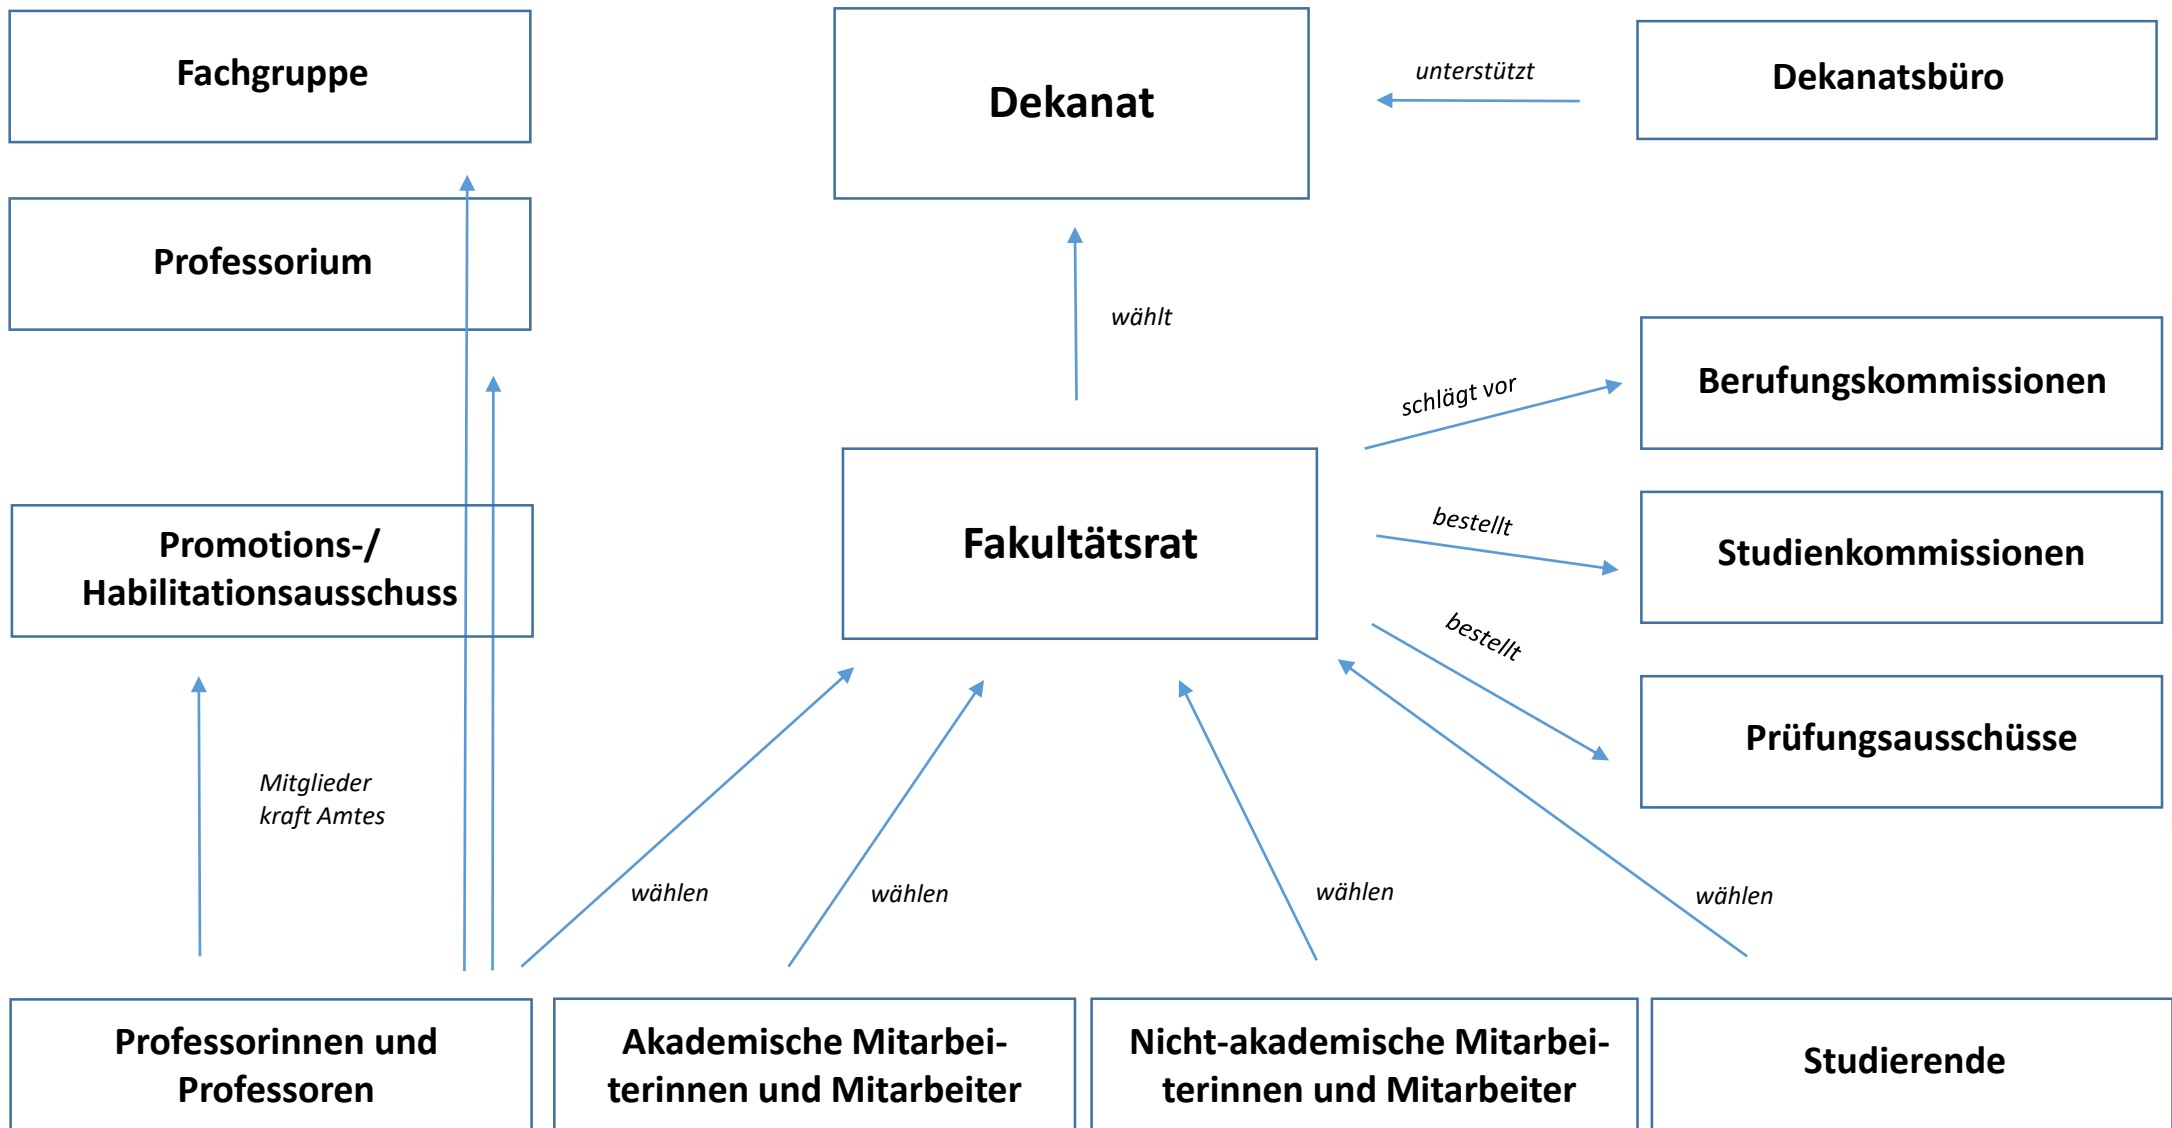 Fachgruppe
Dekanat
unterstützt
Dekanatsbüro
Professorium
wählt
schlägt vor
Berufungskommissionen
Promotions-/
Habilitationsausschuss
Fakultätsrat
bestellt
Studienkommissionen
bestellt
Prüfungsausschüsse
Mitglieder
kraft Amtes
wählen
wählen
wählen
wählen
Professorinnen und
Professoren
Akademische Mitarbei-
terinnen und Mitarbeiter
Nicht-akademische Mitarbei-
terinnen und Mitarbeiter
Studierende